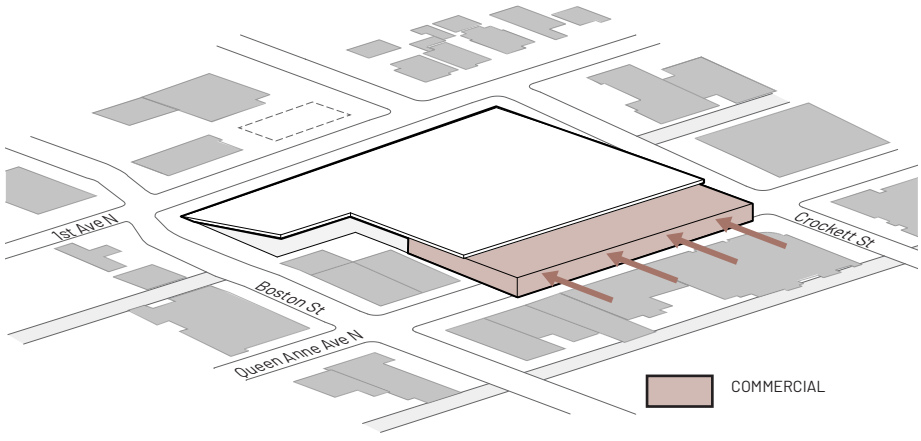 1st Ave N
Crockett St
Boston St
Queen Anne Ave N
COMMERCIAL